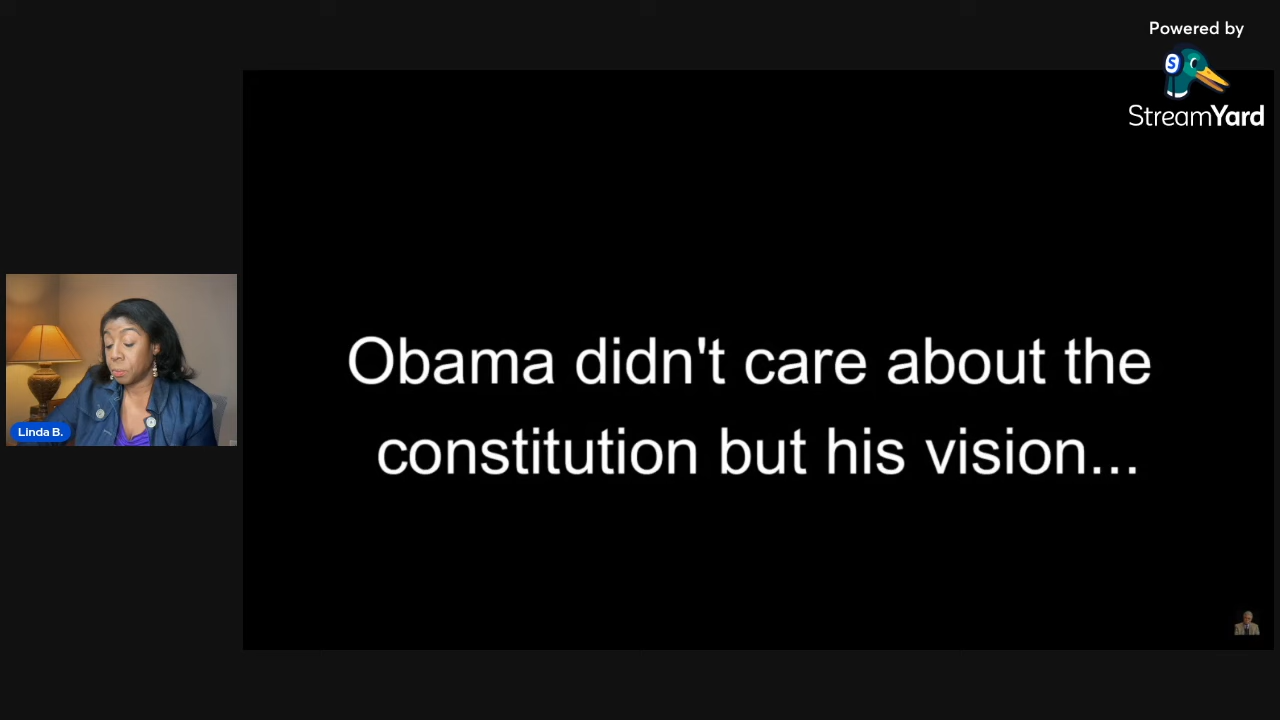 Powered by
S
StreamYard
Obama didn't care about the
constitution but his vision...
Linda B.